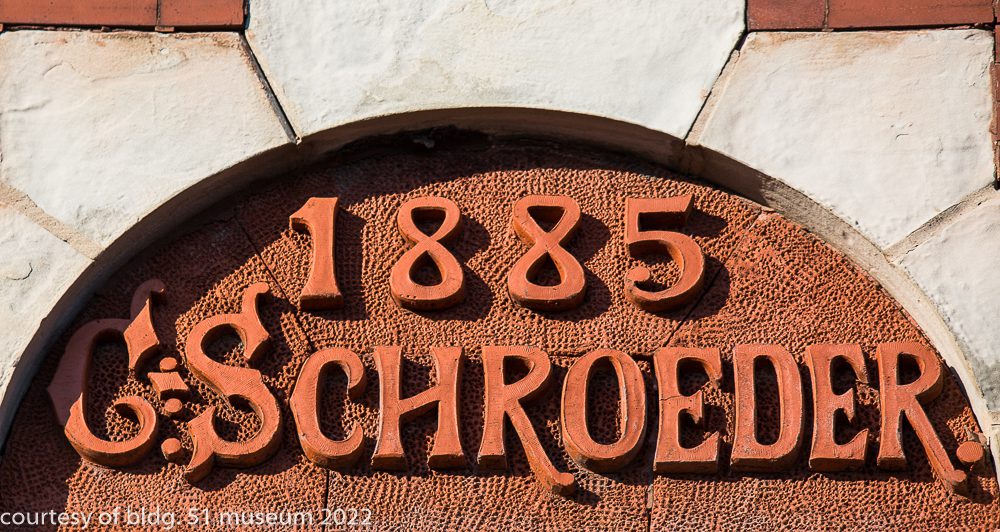 1885
C. SCHROEDER.
courtesy of bldg. 51 museum 2022